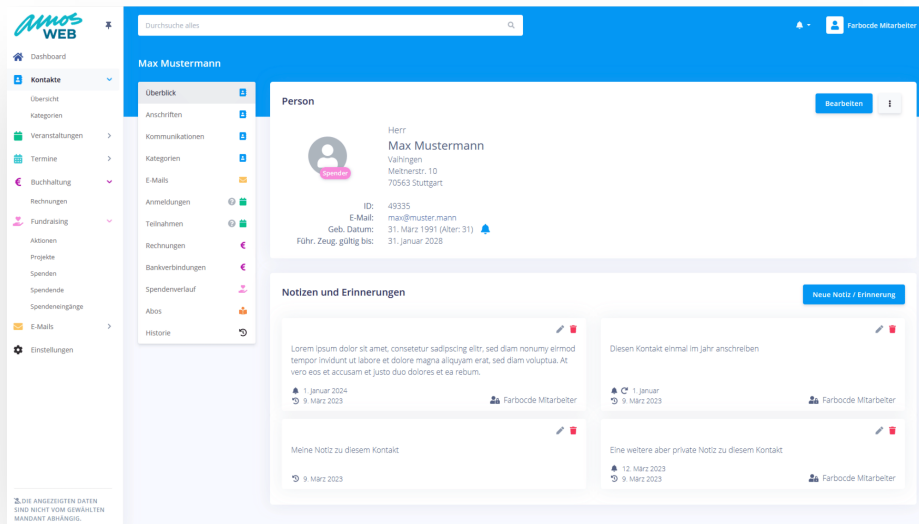 amos
WEB
Durchsuche alles
Farbocde Mitarbeiter
Dashboard
Kontakte
Übersicht
Kategorien
Veranstaltungen
Termine
Buchhaltung
Rechnungen
Fundraising
Aktionen
Projekte
Spenden
Spendende
Spendeneingänge
E-Mails
Einstellungen
DIE ANGEZEIGTEN DATEN
SIND NICHT VOM GEWÄHLTEN
MANDANT ABHÄNGIG.
Max Mustermann
Überblick
Anschriften
Kommunikationen
Kategorien
E-Mails
Anmeldungen
Teilnahmen
Rechnungen
Bankverbindungen
Spendenverlauf
Abos
Historie
Person
Bearbeiten
Spender
Herr
Max Mustermann
Vaihingen
Meitnerstr. 10
70563 Stuttgart
ID: 49335
E-Mail: max@muster.mann
Geb. Datum: 31. März 1991 (Alter: 31)
Führ. Zeug. gültig bis: 31. Januar 2028
Notizen und Erinnerungen
Neue Notiz / Erinnerung
Lorem ipsum dolor sit amet, consetetur sadipscing elitr, sed diam nonumy eirmod
tempor invidunt ut labore et dolore magna aliquyam erat, sed diam voluptua. At
vero eos et accusam et justo duo dolores et ea rebum.
1. Januar 2024
9. März 2023
Farbocde Mitarbeiter
Diesen Kontakt einmal im Jahr anschreiben
1. Januar
9. März 2023
Farbocde Mitarbeiter
Meine Notiz zu diesem Kontakt
9. März 2023
Eine weitere aber private Notiz zu diesem Kontakt
12. März 2023
9. März 2023
Farbocde Mitarbeiter